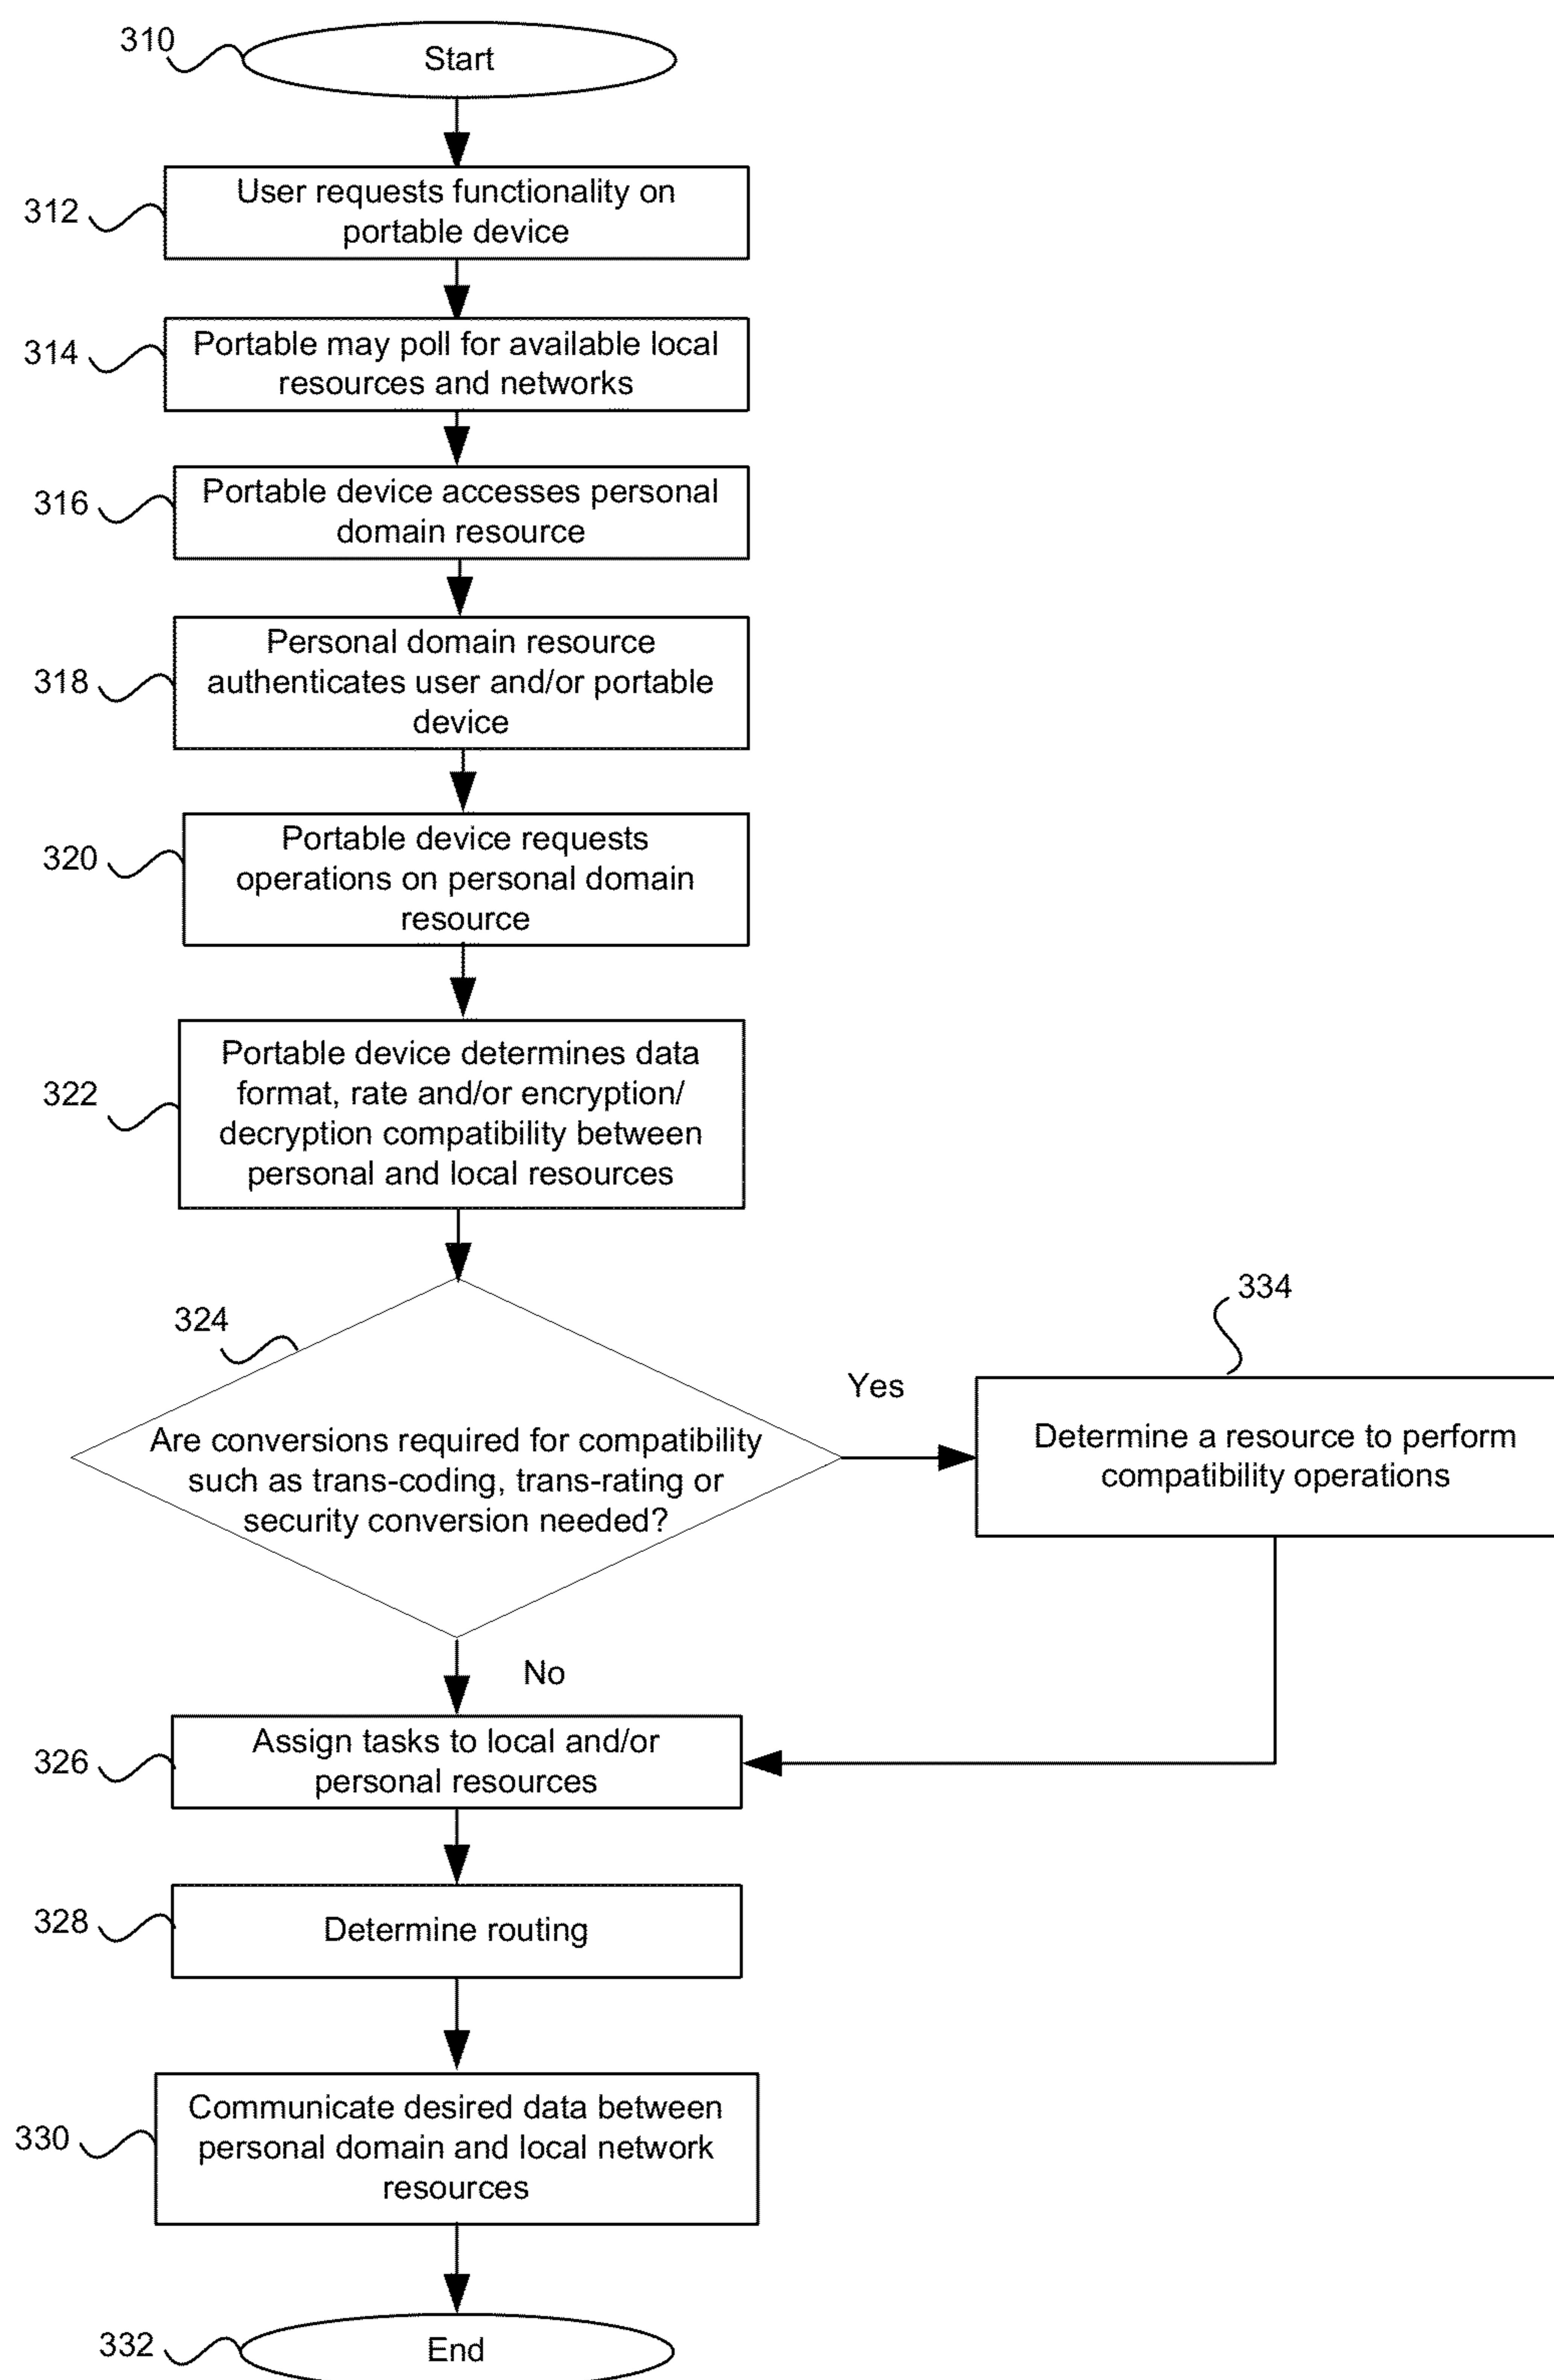 310
Start
312
User requests functionality on
portable device
314
Portable may poll for available local
resources and networks
316
Portable device accesses personal
domain resource
318
Personal domain resource
authenticates user and/or portable
device
320
Portable device requests
operations on personal domain
resource
322
Portable device determines data
format, rate and/or encryption/
decryption compatibility between
personal and local resources
324
Are conversions required for compatibility
such as trans-coding, trans-rating or
security conversion needed?
Yes
334
Determine a resource to perform
compatibility operations
No
326
Assign tasks to local and/or
personal resources
328
Determine routing
330
Communicate desired data between
personal domain and local network
resources
332
End